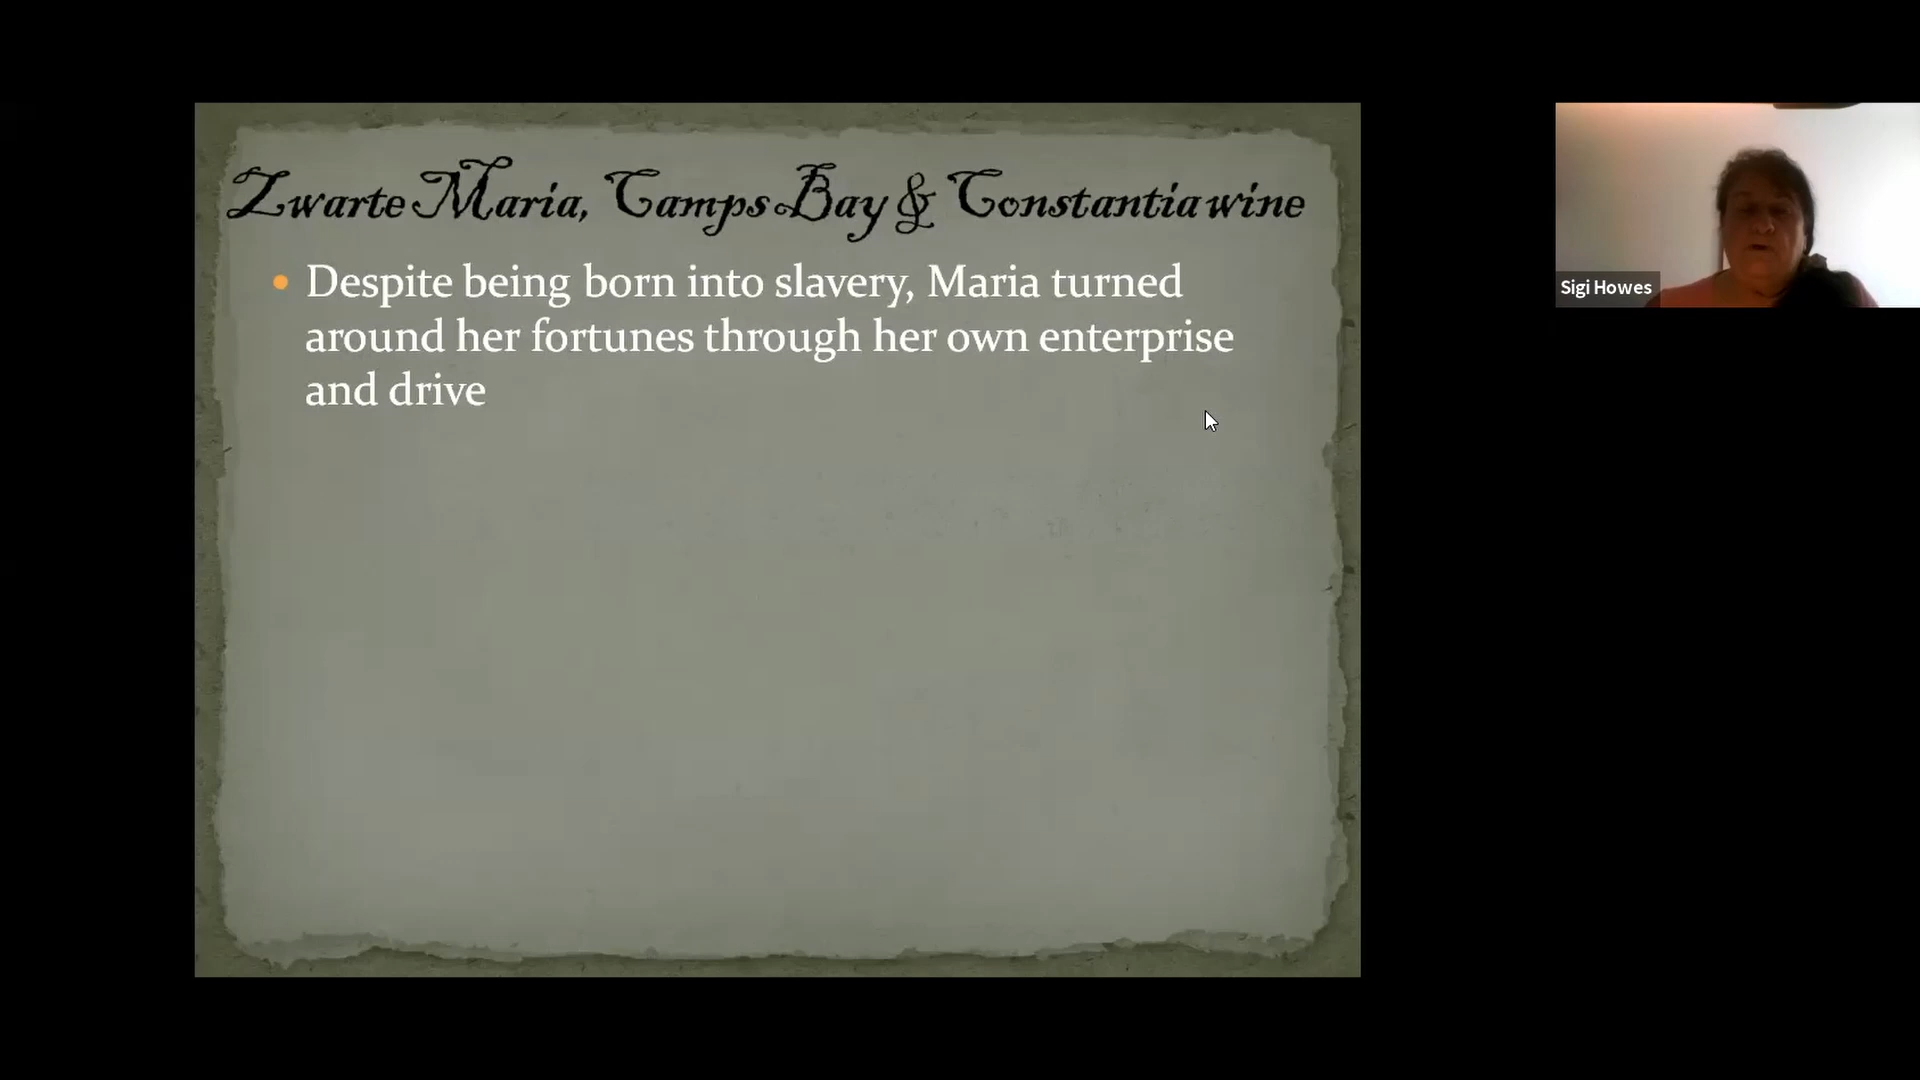 Zwarte Maria, Camps Bay & Constantia wine
• Despite being born into slavery, Maria turned
around her fortunes through her own enterprise
and drive
Sigi Howes